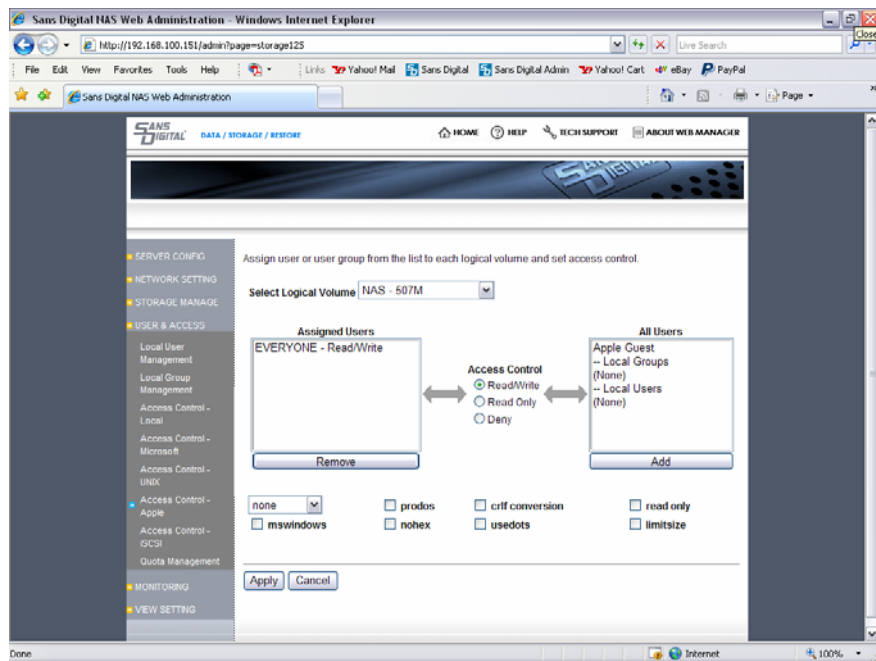 Sans Digital NAS Web Administration - Windows Internet Explorer
Close
http://192.168.100.151/admin?page=storage125
Live Search
File Edit View Favorites Tools Help
Links Yahoo! Mail Sans Digital Sans Digital Admin Yahoo! Cart eBay PayPal
Sans Digital NAS Web Administration
Page
SANS DIGITAL
DATA / STORAGE / RESTORE
HOME HELP TECH SUPPORT ABOUT WEB MANAGER
SERVER CONFIG
NETWORK SETTING
STORAGE MANAGE
USER & ACCESS
Local User Management
Local Group Management
Access Control - Local
Access Control - Microsoft
Access Control - UNIX
Access Control - Apple
Access Control - iSCSI
Quota Management
MONITORING
VIEW SETTING
Assign user or user group from the list to each logical volume and set access control.
Select Logical Volume NAS - 507M
Assigned Users
EVERYONE - Read/Write
Remove
Access Control
Read/Write
Read Only
Deny
All Users
Apple Guest
-- Local Groups
(None)
-- Local Users
(None)
Add
none prodos crlf conversion read only
mswindows nohex usedots limitsize
Apply Cancel
Done
Internet
100%